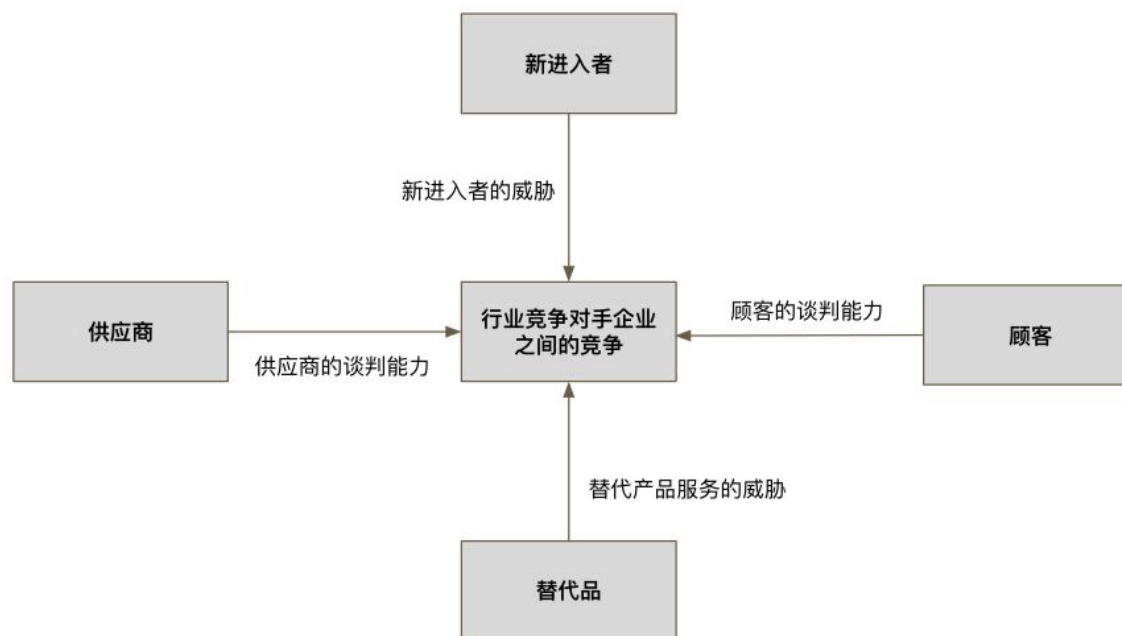 新进入者
新进入者的威胁
供应商
供应商的谈判能力
行业竞争对手企业
之间的竞争
顾客的谈判能力
顾客
替代产品服务的威胁
替代品